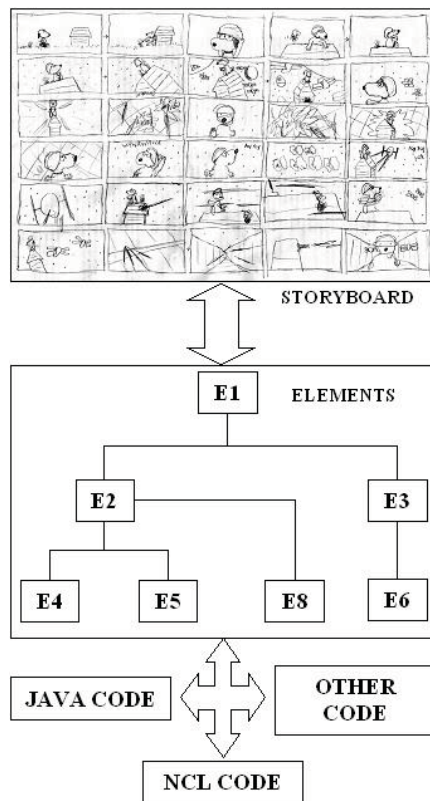 STORYBOARD
E1
ELEMENTS
E2
E3
E4
E5
E8
E6
JAVA CODE
OTHER
CODE
NCL CODE